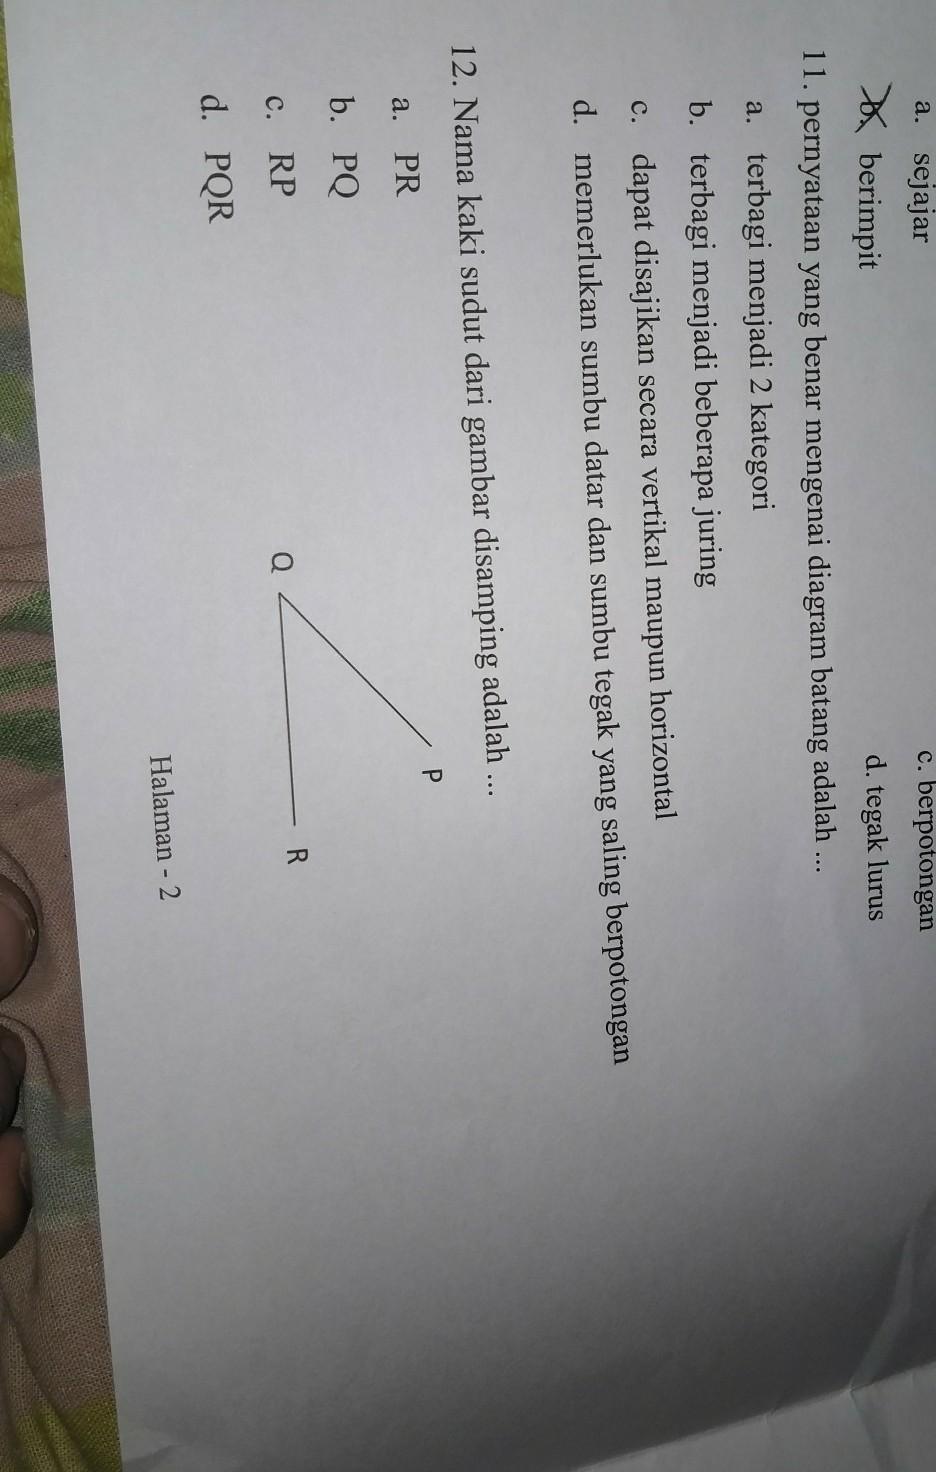 a. sejajar c. berpotongan
b. berimpit d. tegak lurus
11. pernyataan yang benar mengenai diagram batang adalah ...
a. terbagi menjadi 2 kategori
b. terbagi menjadi beberapa juring
c. dapat disajikan secara vertikal maupun horizontal
d. memerlukan sumbu datar dan sumbu tegak yang saling berpotongan
12. Nama kaki sudut dari gambar disamping adalah ...
a. PR
b. PQ
c. RP
d. PQR
P
Q
R
Halaman - 2